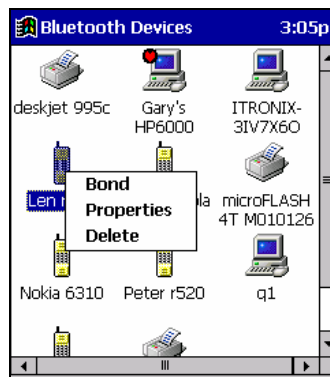 Bluetooth Devices 3:05p
deskjet 995c
Gary's
HP6000
ITRONIX-
3IV7X6O
Len
Bond
Properties
Delete
microFLASH
4T M010126
Nokia 6310
Peter r520
q1